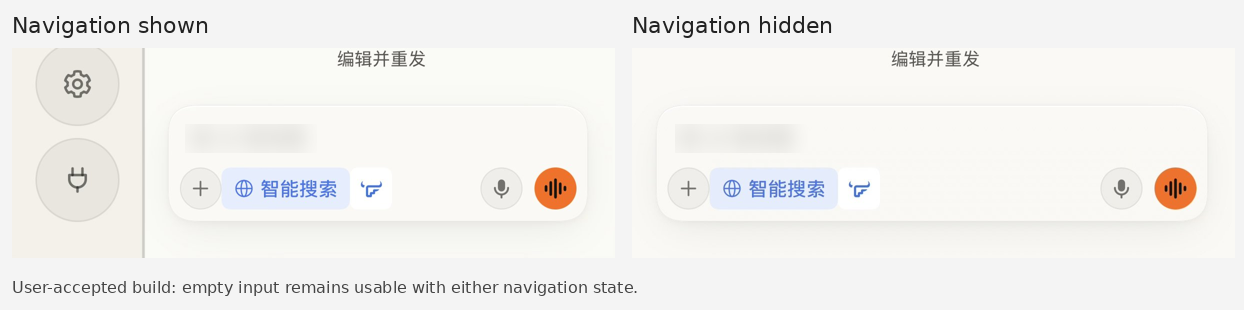 Navigation shown
Navigation hidden
编辑并重发
编辑并重发
智能搜索
智能搜索
User-accepted build: empty input remains usable with either navigation state.